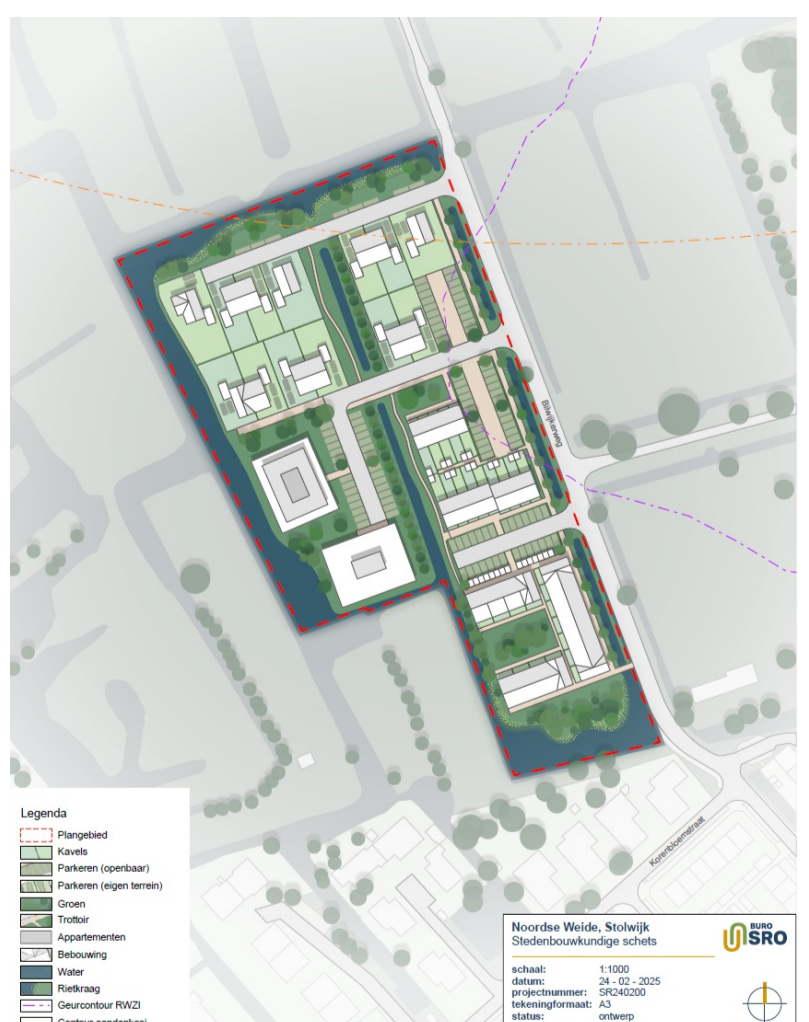 Bilwijkerweg
Korenbloemstraat
Legenda
Plangebied
Kavels
Parkeren (openbaar)
Parkeren (eigen terrein)
Groen
Trottoir
Appartementen
Bebouwing
Water
Rietkraag
Geurcontour RWZI
Contour eendenkooi
Noordse Weide, Stolwijk
Stedenbouwkundige schets
BURO
SRO
schaal: 1:1000
datum: 24 - 02 - 2025
projectnummer: SR240200
tekeningformaat: A3
status: ontwerp